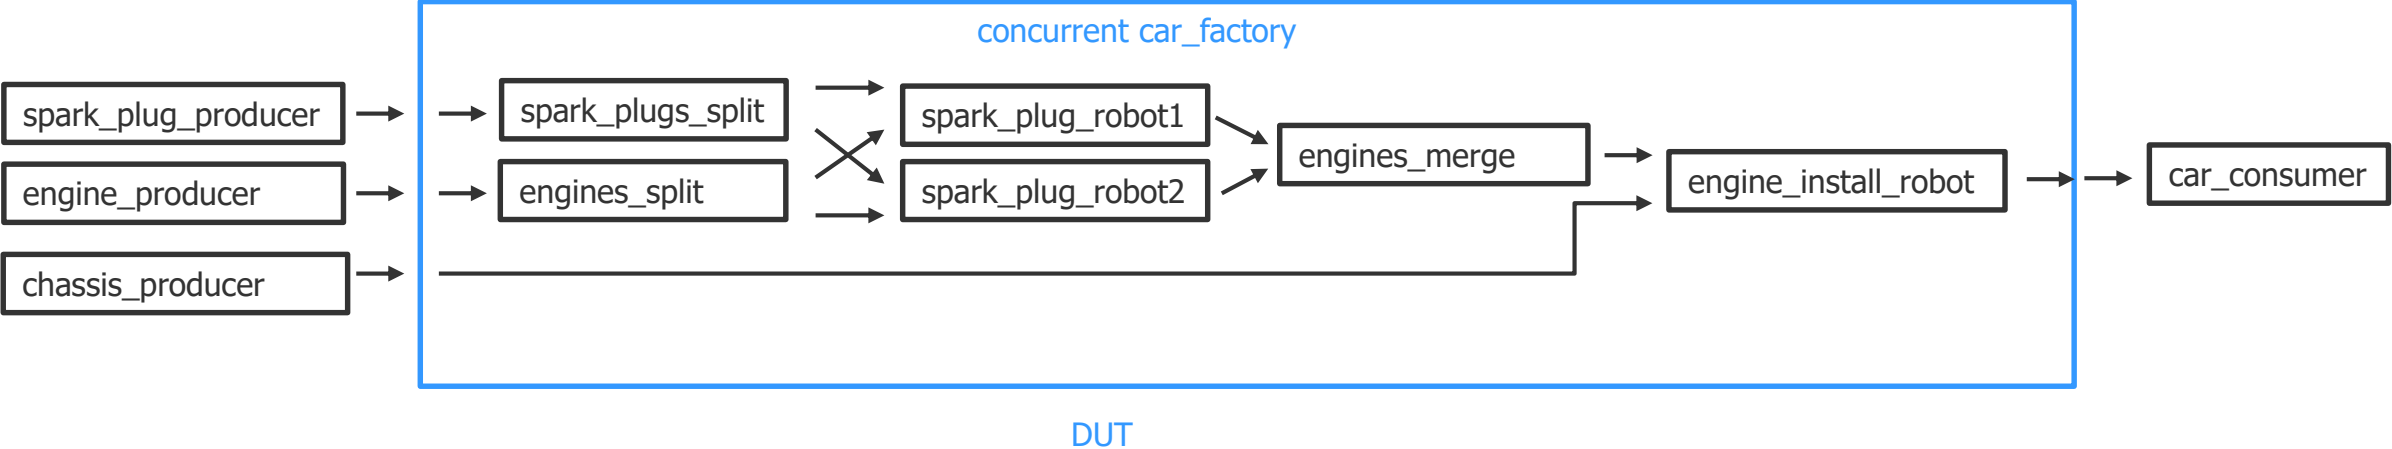 concurrent car_factory
spark_plug_producer
engine_producer
chassis_producer
spark_plugs_split
engines_split
spark_plug_robot1
spark_plug_robot2
engines_merge
engine_install_robot
car_consumer
DUT